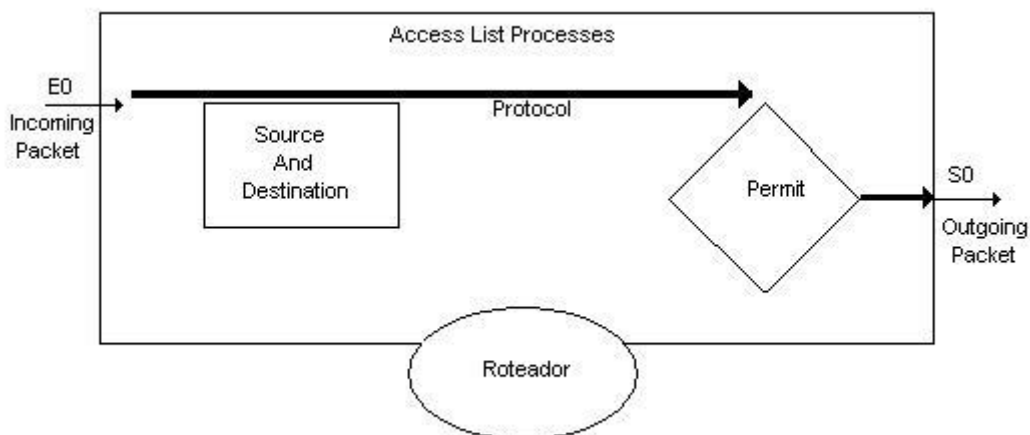 Access List Processes
E0
Incoming
Packet
Protocol
Source
And
Destination
Permit
S0
Outgoing
Packet
Roteador